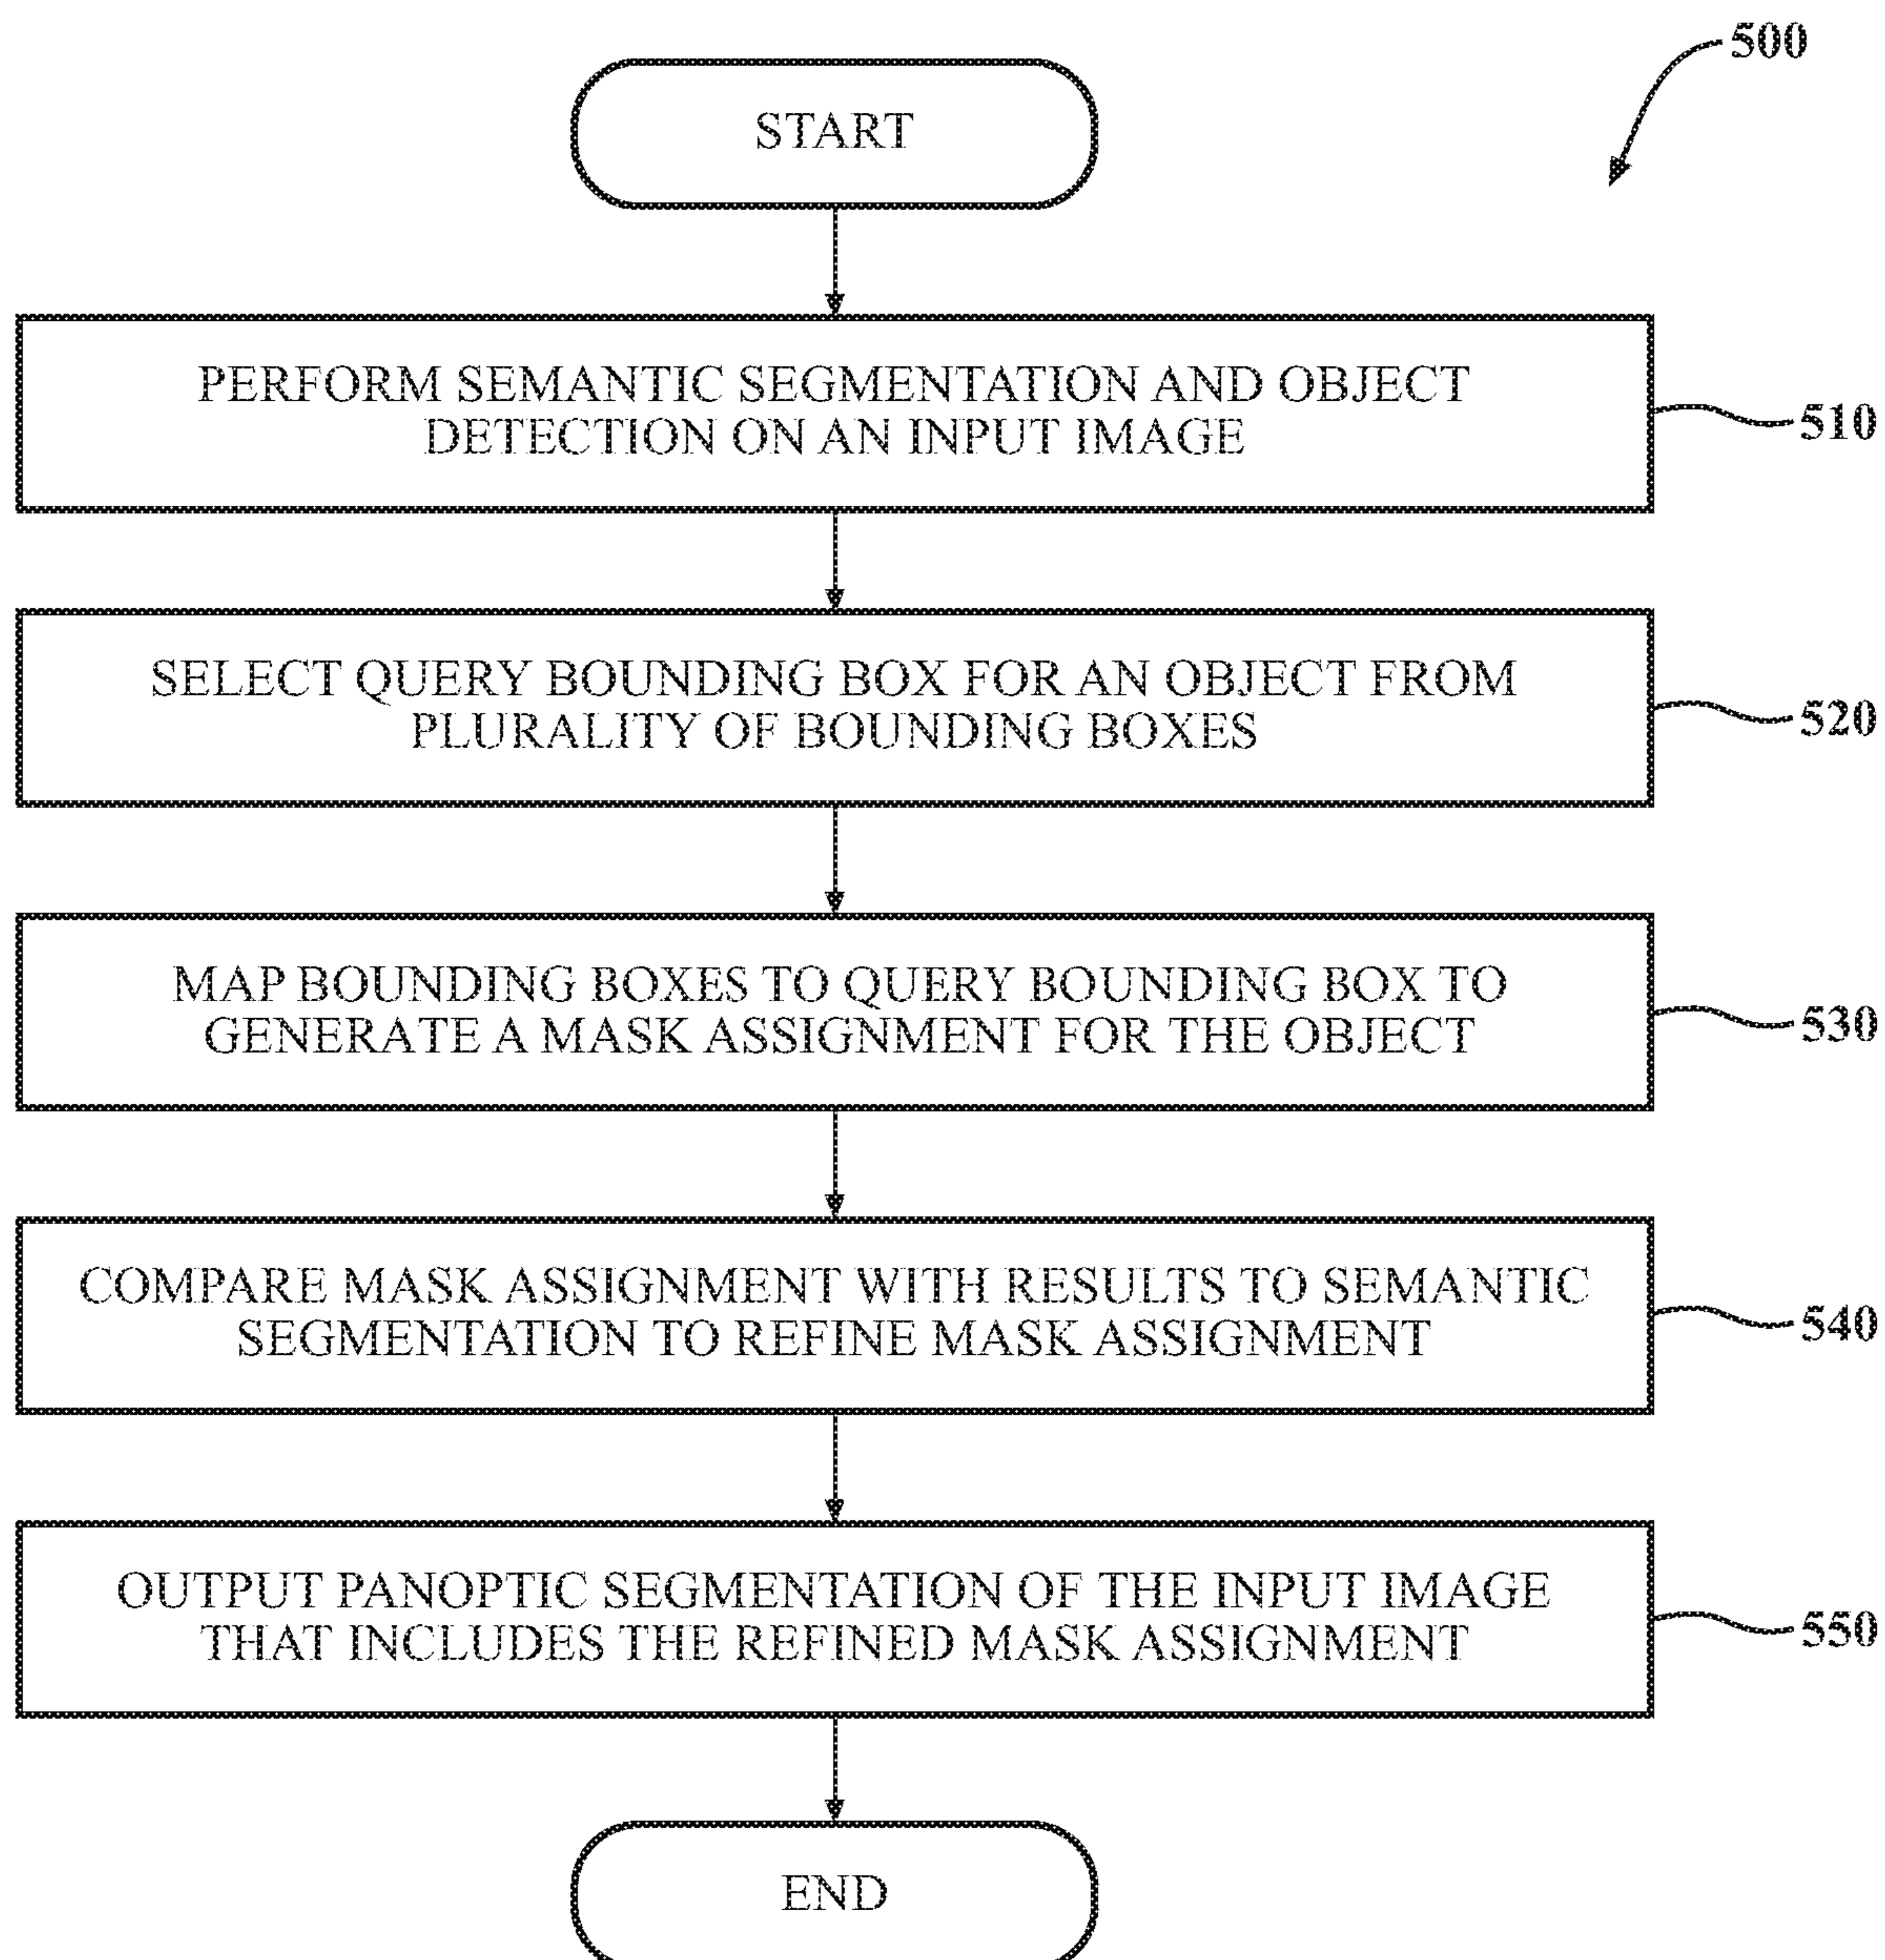 500
START
PERFORM SEMANTIC SEGMENTATION AND OBJECT
DETECTION ON AN INPUT IMAGE
510
SELECT QUERY BOUNDING BOX FOR AN OBJECT FROM
PLURALITY OF BOUNDING BOXES
520
MAP BOUNDING BOXES TO QUERY BOUNDING BOX TO
GENERATE A MASK ASSIGNMENT FOR THE OBJECT
530
COMPARE MASK ASSIGNMENT WITH RESULTS TO SEMANTIC
SEGMENTATION TO REFINE MASK ASSIGNMENT
540
OUTPUT PANOPTIC SEGMENTATION OF THE INPUT IMAGE
THAT INCLUDES THE REFINED MASK ASSIGNMENT
550
END